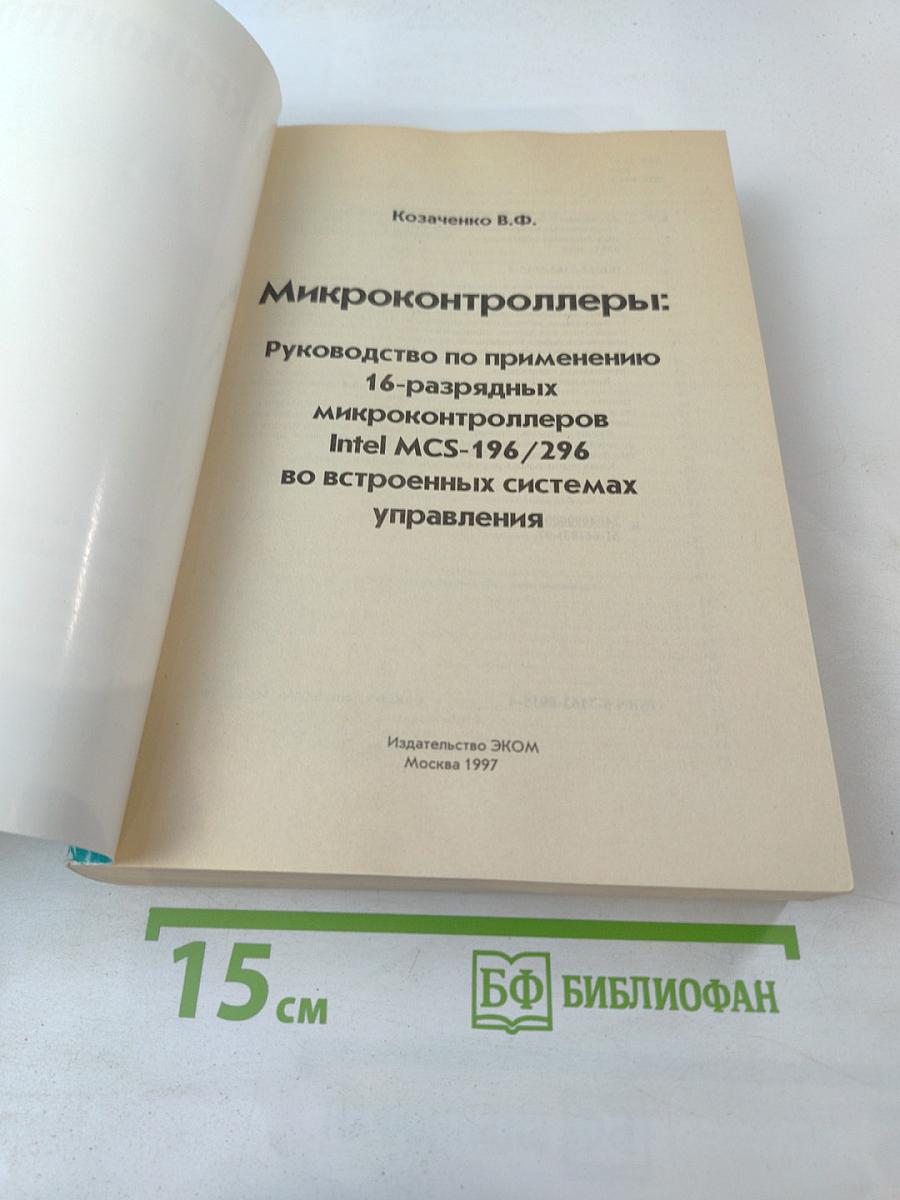 Козаченко В.Ф.
Микроконтроллеры:
Руководство по применению
16-разрядных
микроконтроллеров
Intel MCS-196/296
во встроенных системах
управления
Издательство ЭКОМ
Москва 1997
15 см
БФ БИБЛИОФАН